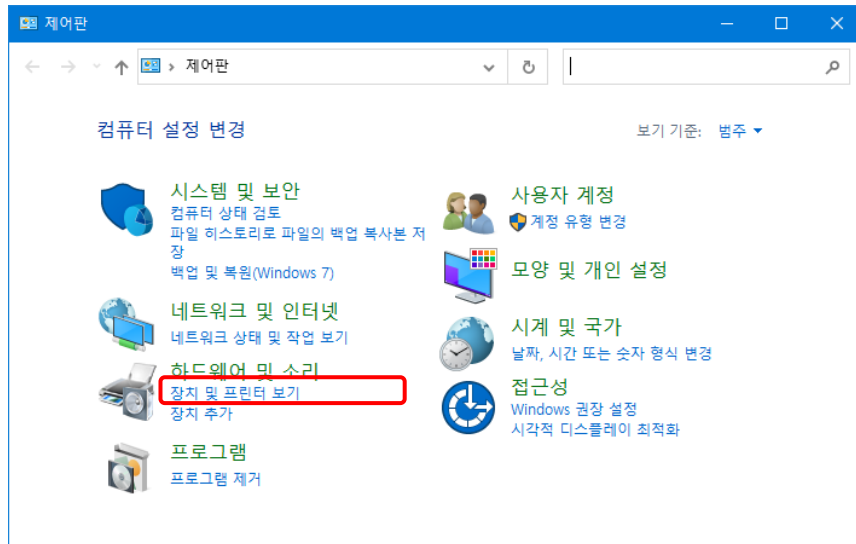 제어판
제어판
컴퓨터 설정 변경
보기 기준: 범주
시스템 및 보안
컴퓨터 상태 검토
파일 히스토리로 파일의 백업 복사본 저
장
백업 및 복원(Windows 7)
네트워크 및 인터넷
네트워크 상태 및 작업 보기
하드웨어 및 소리
장치 및 프린터 보기
장치 추가
프로그램
프로그램 제거
사용자 계정
계정 유형 변경
모양 및 개인 설정
시계 및 국가
날짜, 시간 또는 숫자 형식 변경
접근성
Windows 권장 설정
시각적 디스플레이 최적화